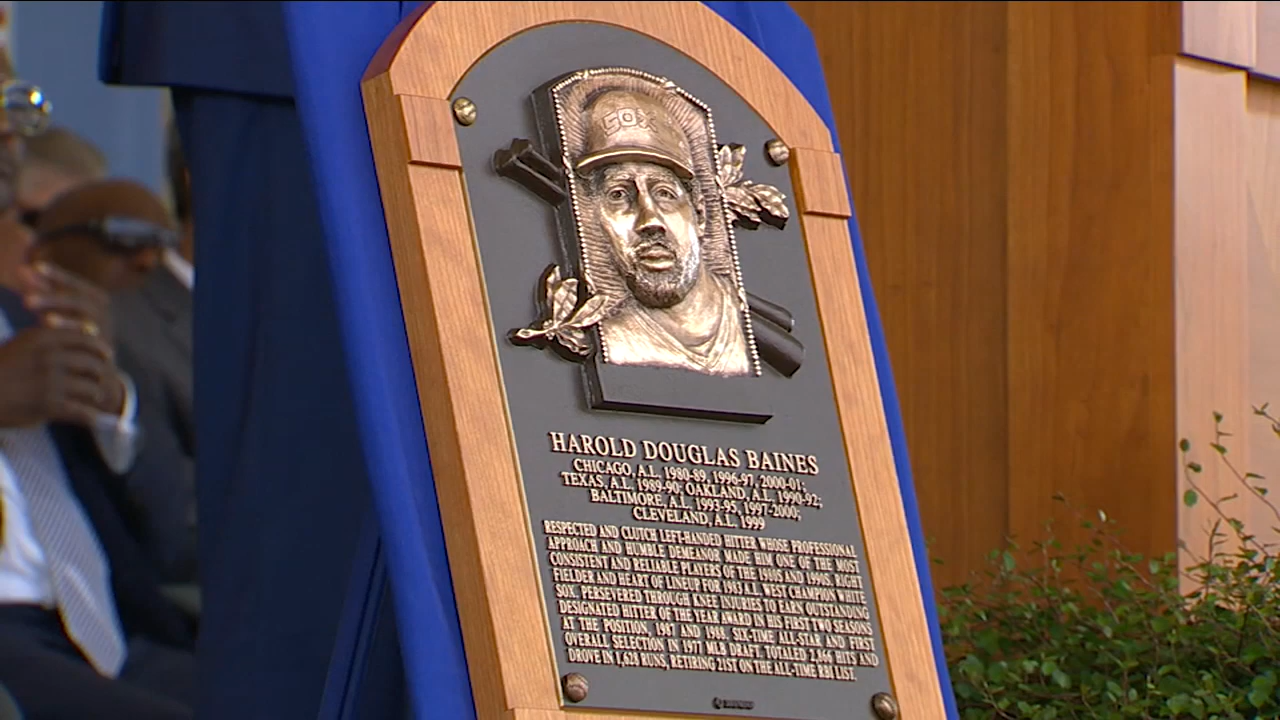 SOX
HAROLD DOUGLAS BAINES
CHICAGO, A.L. 1980-89, 1996-97, 2000-01;
TEXAS, A.L. 1989-90; OAKLAND, A.L. 1990-92;
BALTIMORE, A.L. 1993-95, 1997-2000;
CLEVELAND, A.L. 1999
RESPECTED AND CLUTCH LEFT-HANDED HITTER WHOSE PROFESSIONAL
APPROACH AND HUMBLE DEMEANOR MADE HIM ONE OF THE MOST
CONSISTENT AND RELIABLE PLAYERS OF THE 1980S AND 1990S. RIGHT
FIELDER AND HEART OF LINEUP FOR 1983 A.L. WEST CHAMPION WHITE
SOX. PERSEVERED THROUGH KNEE INJURIES TO EARN OUTSTANDING
DESIGNATED HITTER OF THE YEAR AWARD IN HIS FIRST TWO SEASONS
AT THE POSITION, 1987 AND 1988. SIX-TIME ALL-STAR AND FIRST
OVERALL SELECTION IN 1977 MLB DRAFT. TOTALED 2,866 HITS AND
DROVE IN 1,628 RUNS, RETIRING 21ST ON THE ALL-TIME RBI LIST.